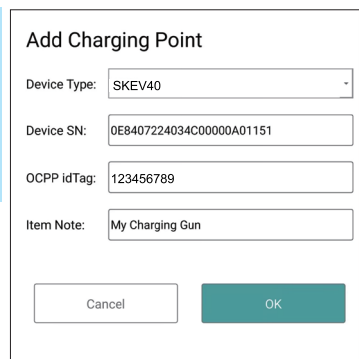 Add Charging Point
Device Type: SKEV40
Device SN: 0E8407224034C00000A01151
OCPP idTag: 123456789
Item Note: My Charging Gun
Cancel OK